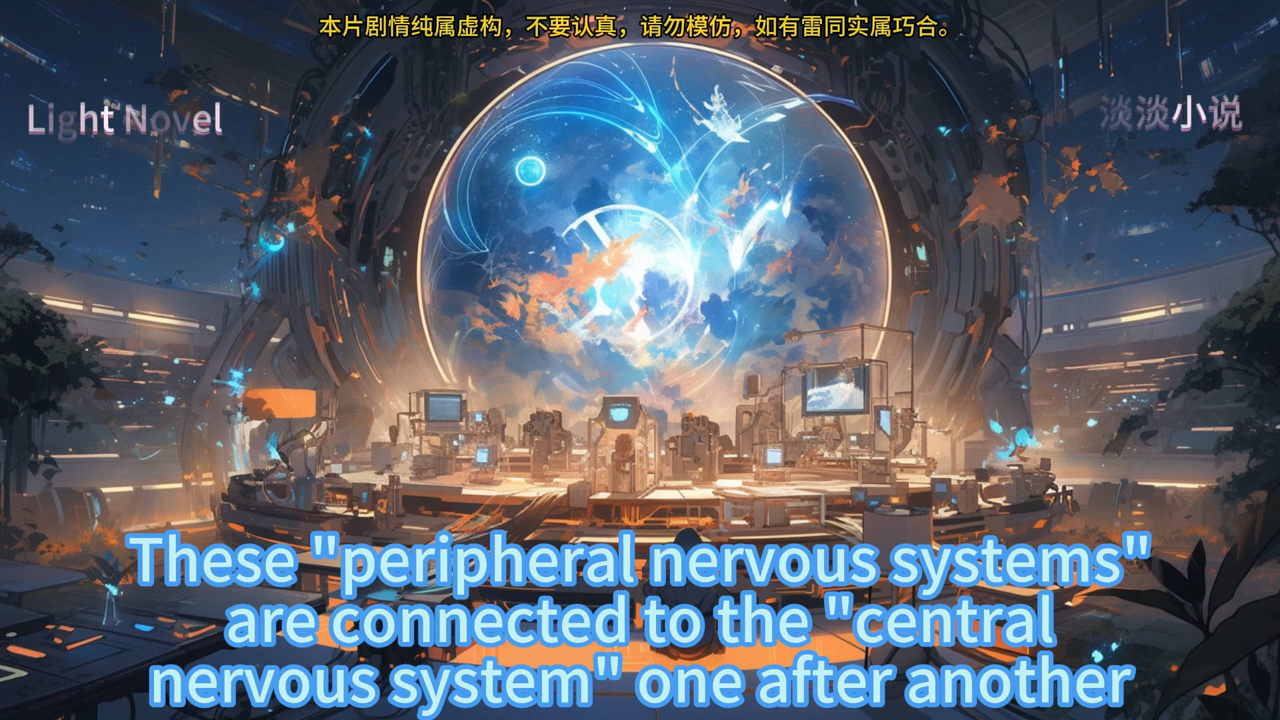 本片剧情纯属虚构，不要认真，请勿模仿，如有雷同实属巧合。
Light Novel
淡淡小说
These "peripheral nervous systems"
are connected to the "central
nervous system" one after another